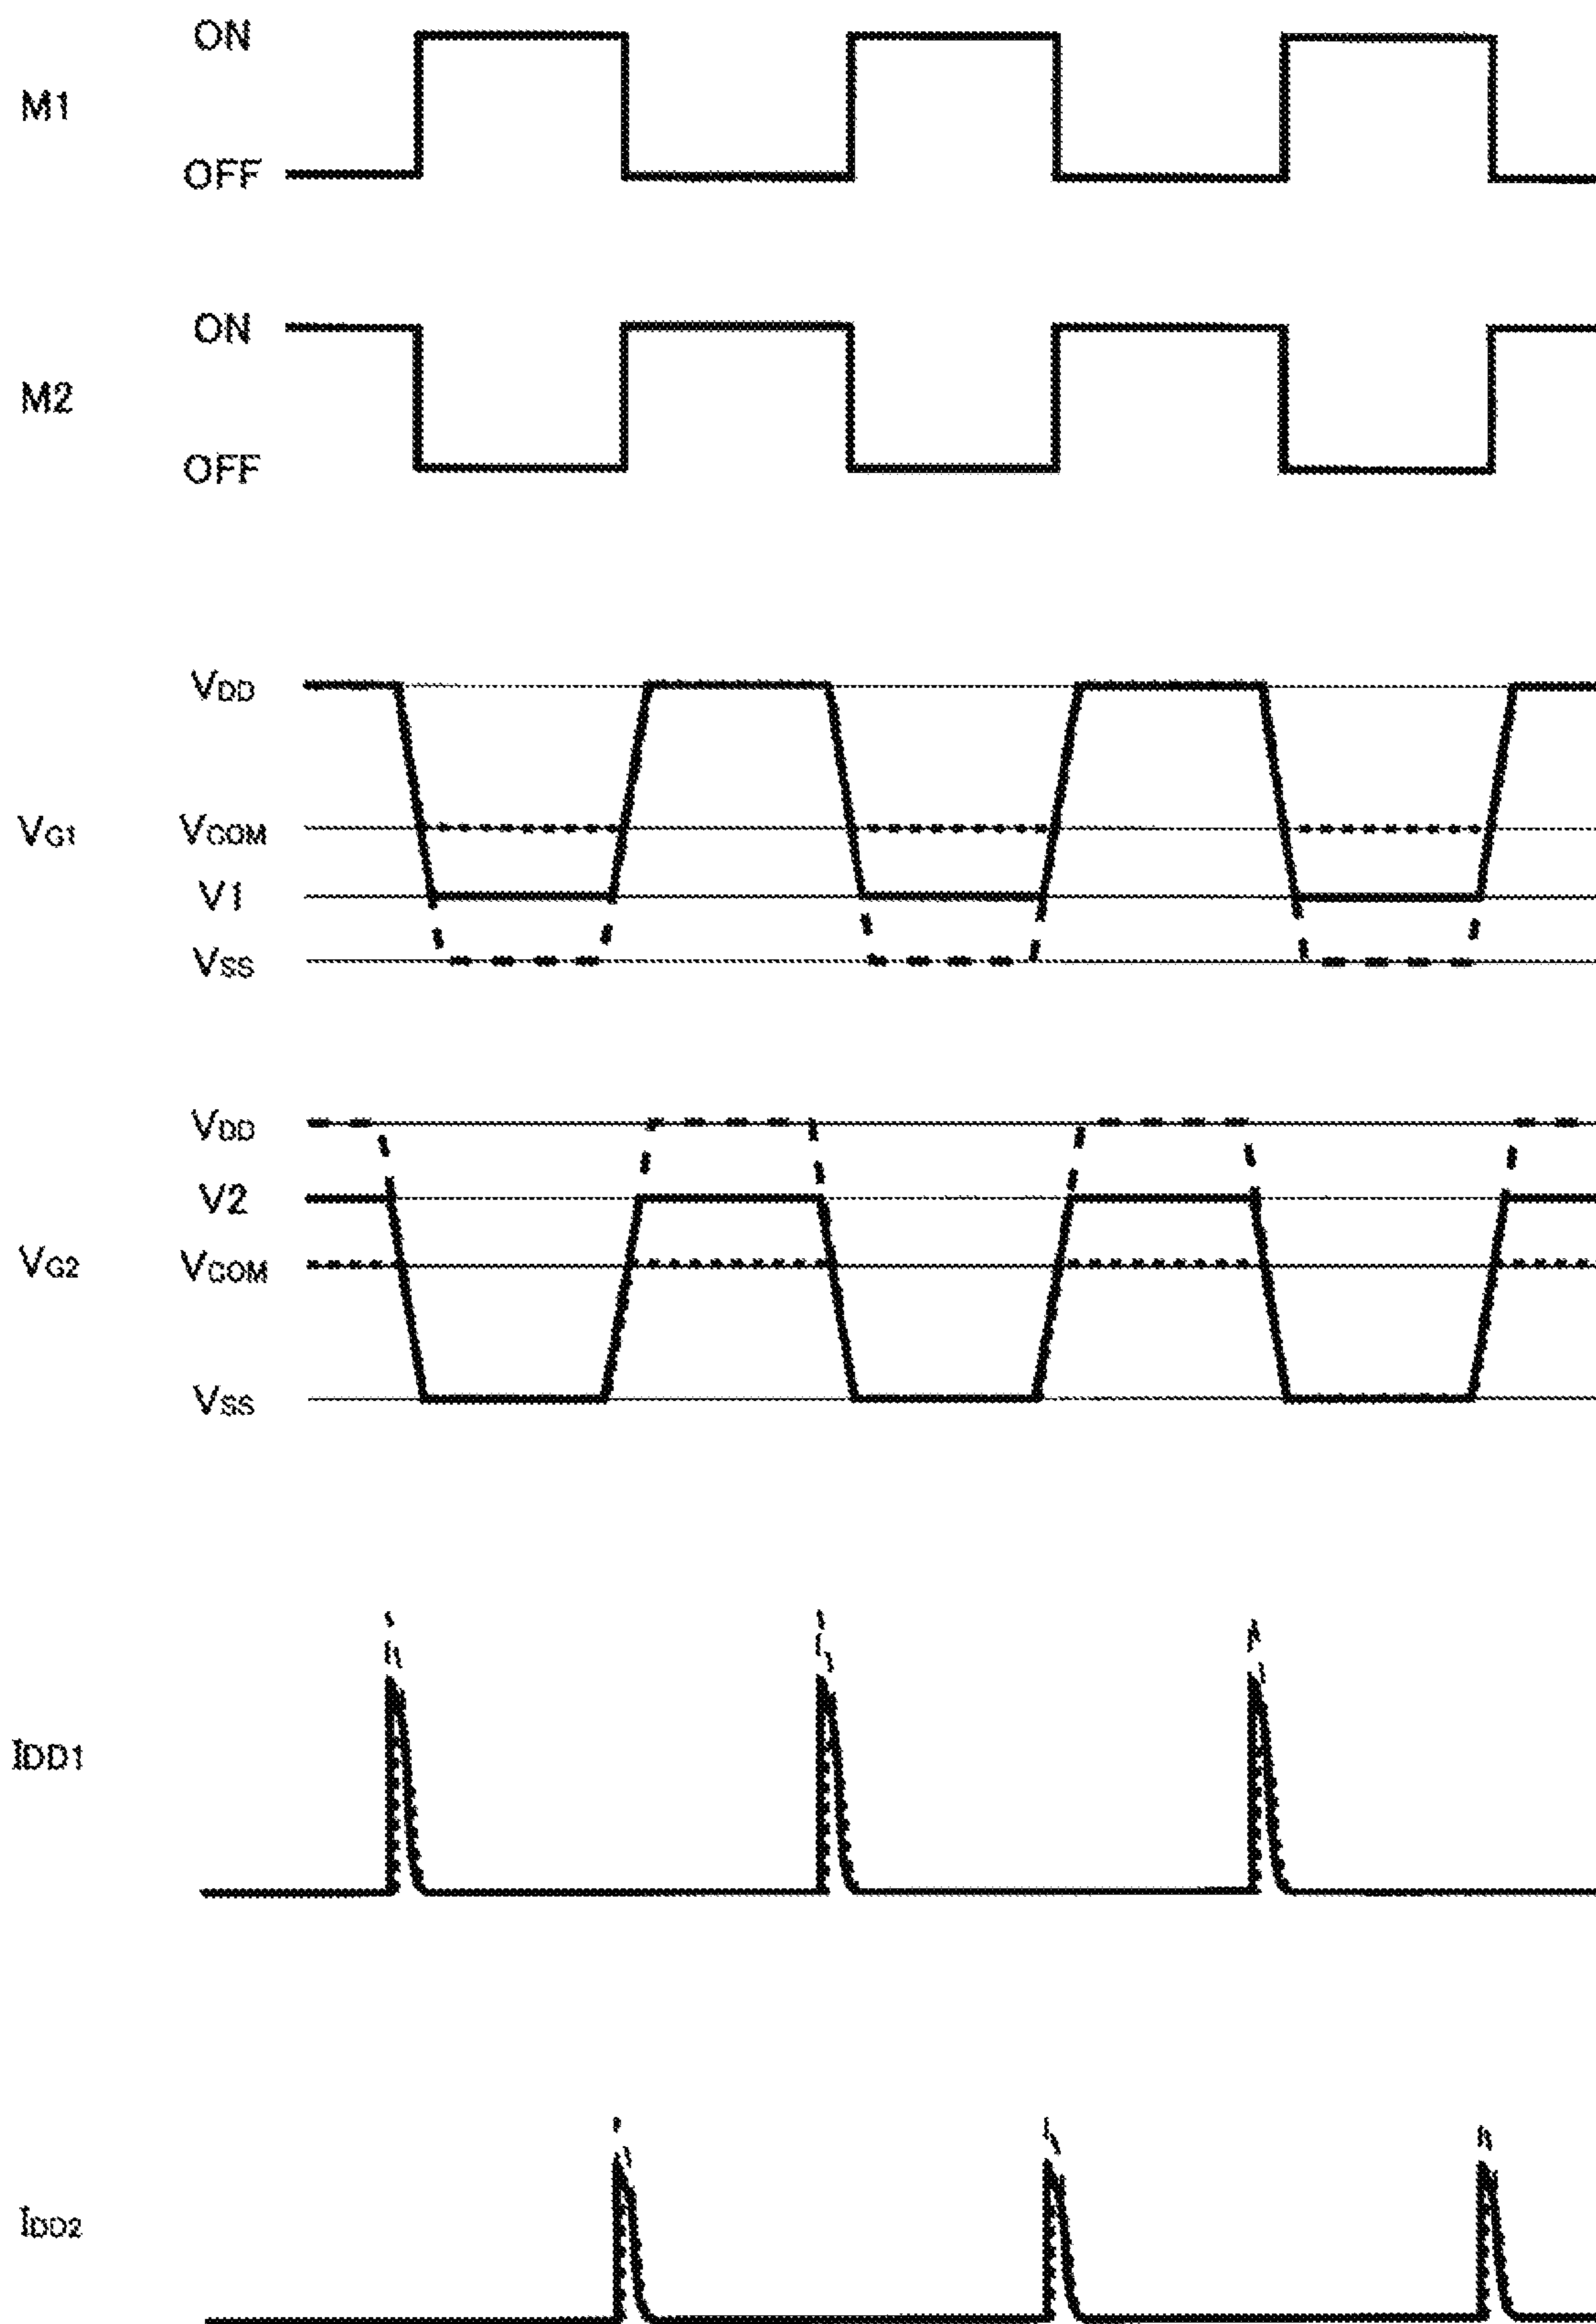 ON
M1
OFF
ON
M2
OFF
VDD
VG1
VCOM
V1
VSS
VDD
V2
VG2
VCOM
VSS
IDD1
IDD2